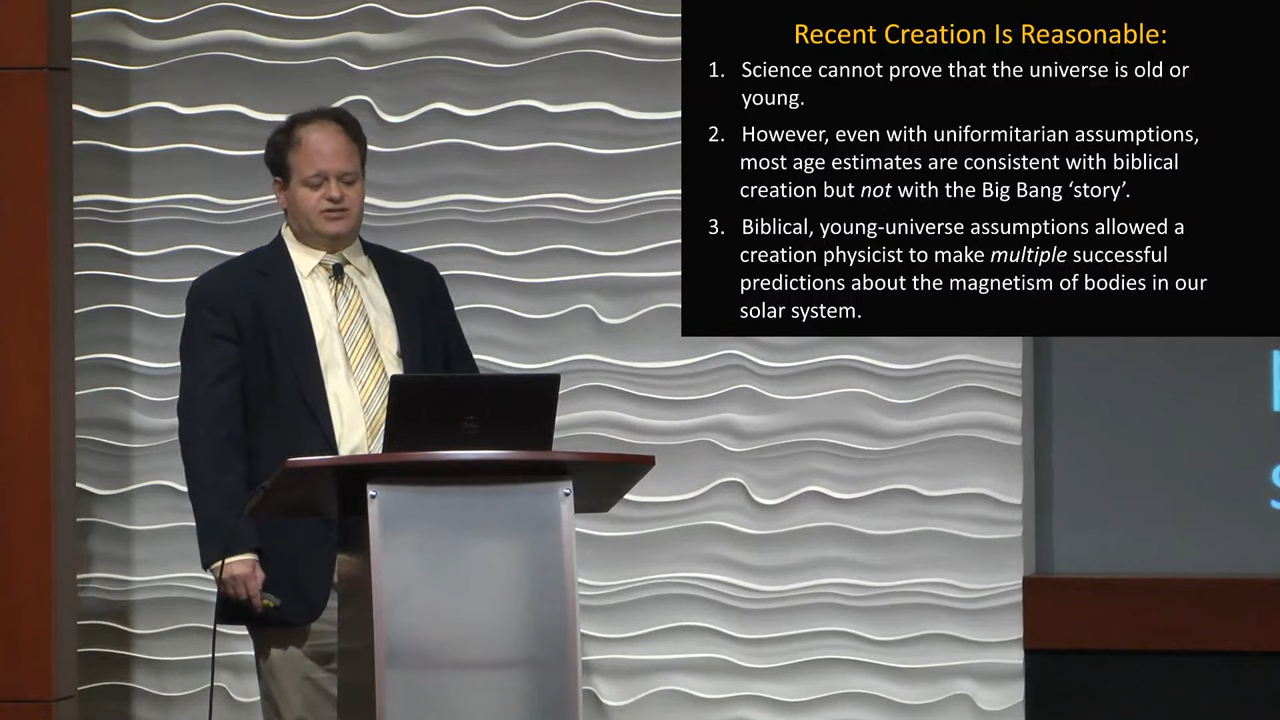 Recent Creation Is Reasonable:
1. Science cannot prove that the universe is old or
young.
2. However, even with uniformitarian assumptions,
most age estimates are consistent with biblical
creation but not with the Big Bang ‘story’.
3. Biblical, young-universe assumptions allowed a
creation physicist to make multiple successful
predictions about the magnetism of bodies in our
solar system.